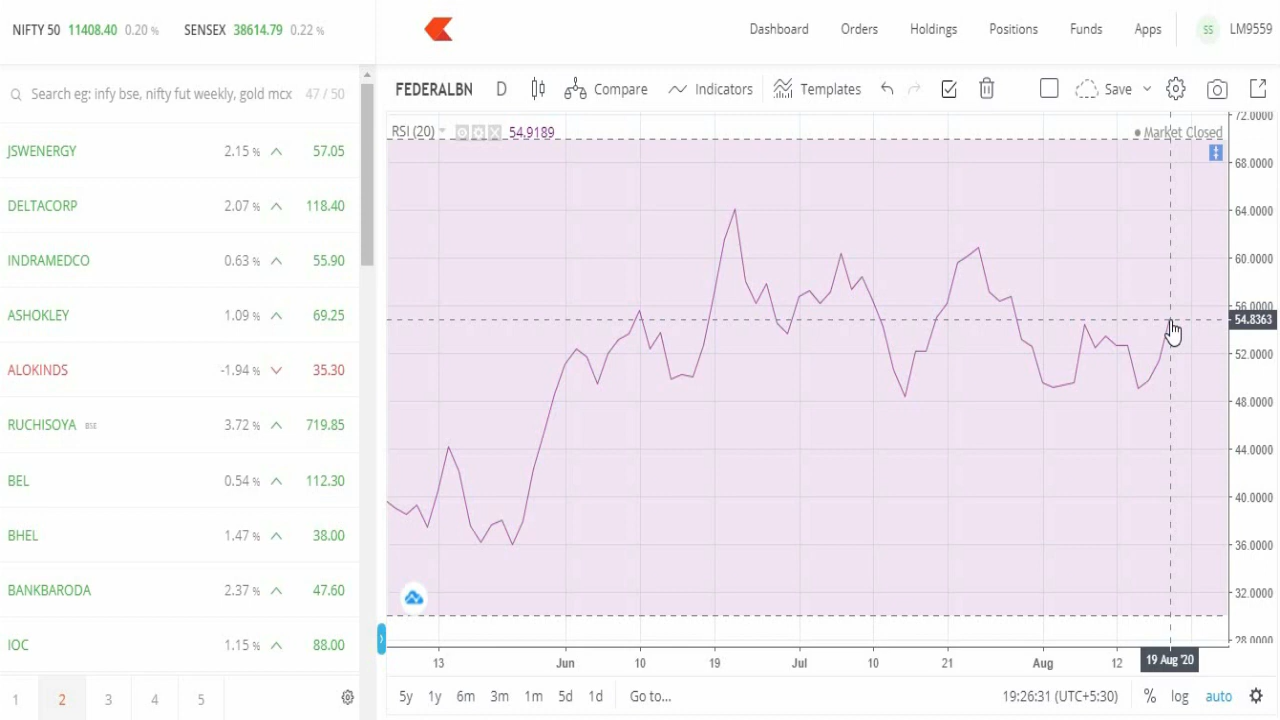 NIFTY 50 11408.40 0.20 % SENSEX 38614.79 0.22 %
Dashboard Orders Holdings Positions Funds Apps SS LM9559
Search eg: infy bse, nifty fut weekly, gold mcx 47 / 50
FEDERALBN D Compare Indicators Templates Save
RSI (20) 54.9189
Market Closed
JSWENERGY 2.15 % 57.05
DELTACORP 2.07 % 118.40
INDRAMEDCO 0.63 % 55.90
ASHOKLEY 1.09 % 69.25
ALOKINDS -1.94 % 35.30
RUCHISOYA BSE 3.72 % 719.85
BEL 0.54 % 112.30
BHEL 1.47 % 38.00
BANKBARODA 2.37 % 47.60
IOC 1.15 % 88.00
1 2 3 4 5
72.0000
68.0000
64.0000
60.0000
56.0000
54.8363
52.0000
48.0000
44.0000
40.0000
36.0000
32.0000
28.0000
13 Jun 10 19 Jul 10 21 Aug 12 19 Aug '20
5y 1y 6m 3m 1m 5d 1d Go to... 19:26:31 (UTC+5:30) % log auto